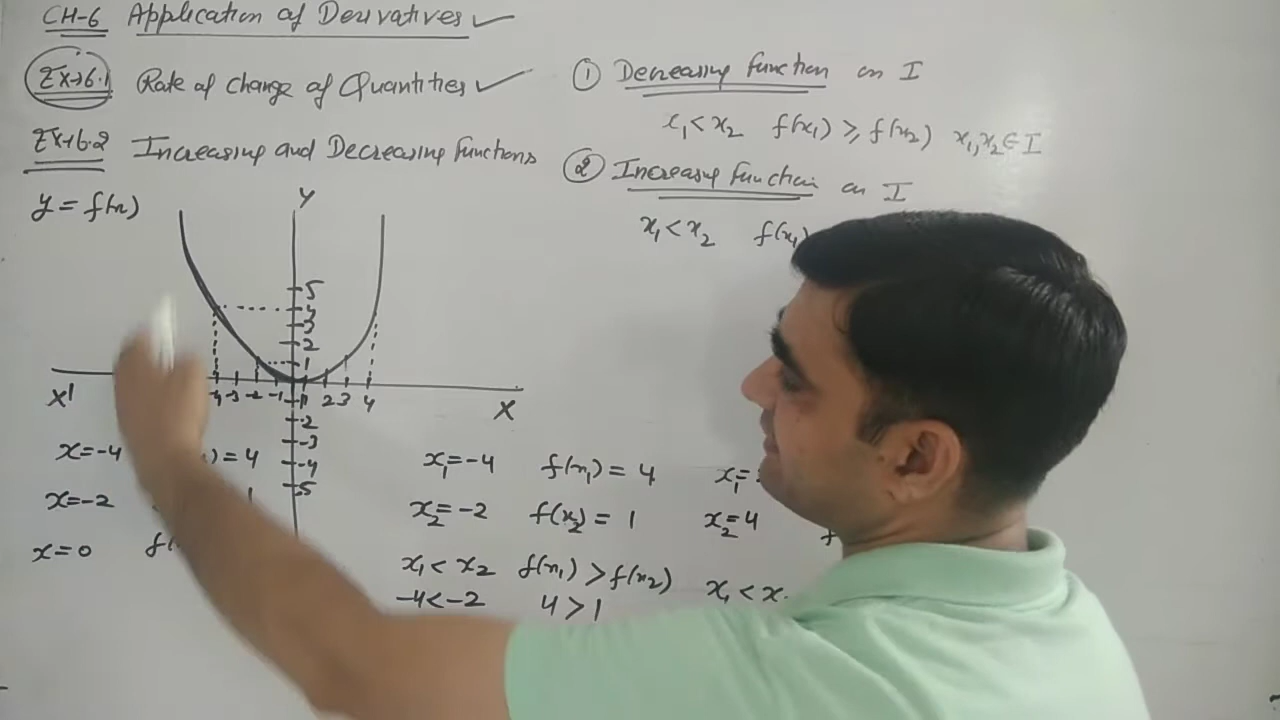 CH-6 Application of Derivatives ✓
Ex→6.1 Rate of change of Quantities ✓
Ex→6.2 Increasing and Decreasing functions
y = f(x)
① Decreasing function on I
x₁ < x₂ f(x₁) ≥ f(x₂) x₁, x₂ ∈ I
② Increasing function on I
x₁ < x₂ f(x₁)
Y
5
4
3
2
1
X' -4 -3 -2 -1 1 2 3 4 X
-2
-3
-4
-5
x=-4 ) = 4
x=-2 1
x=0 f(
x₁=-4 f(x₁) = 4
x₂=-2 f(x₂) = 1
x₁ < x₂ f(x₁) > f(x₂)
-4 < -2 4 > 1
x₁=
x₂=4 f
x₁ < x